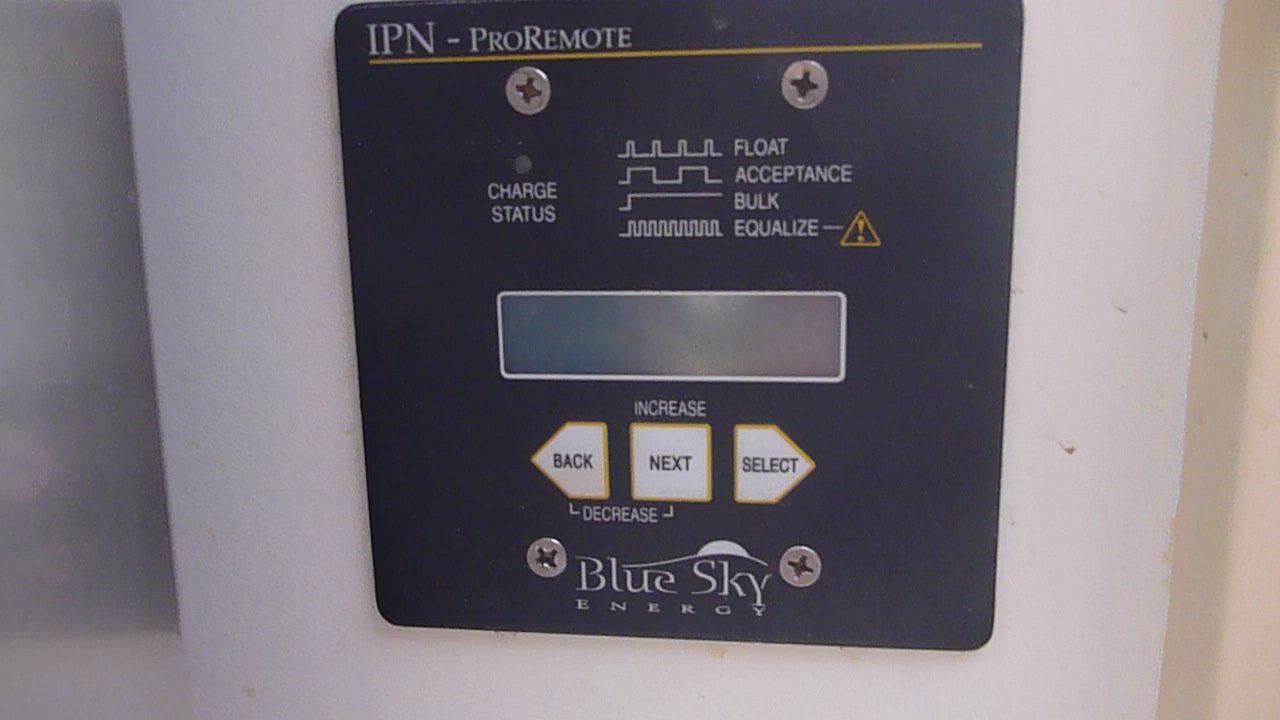 IPN - PROREMOTE
CHARGE
STATUS
FLOAT
ACCEPTANCE
BULK
EQUALIZE
INCREASE
BACK
NEXT
SELECT
DECREASE
Blue Sky
ENERGY